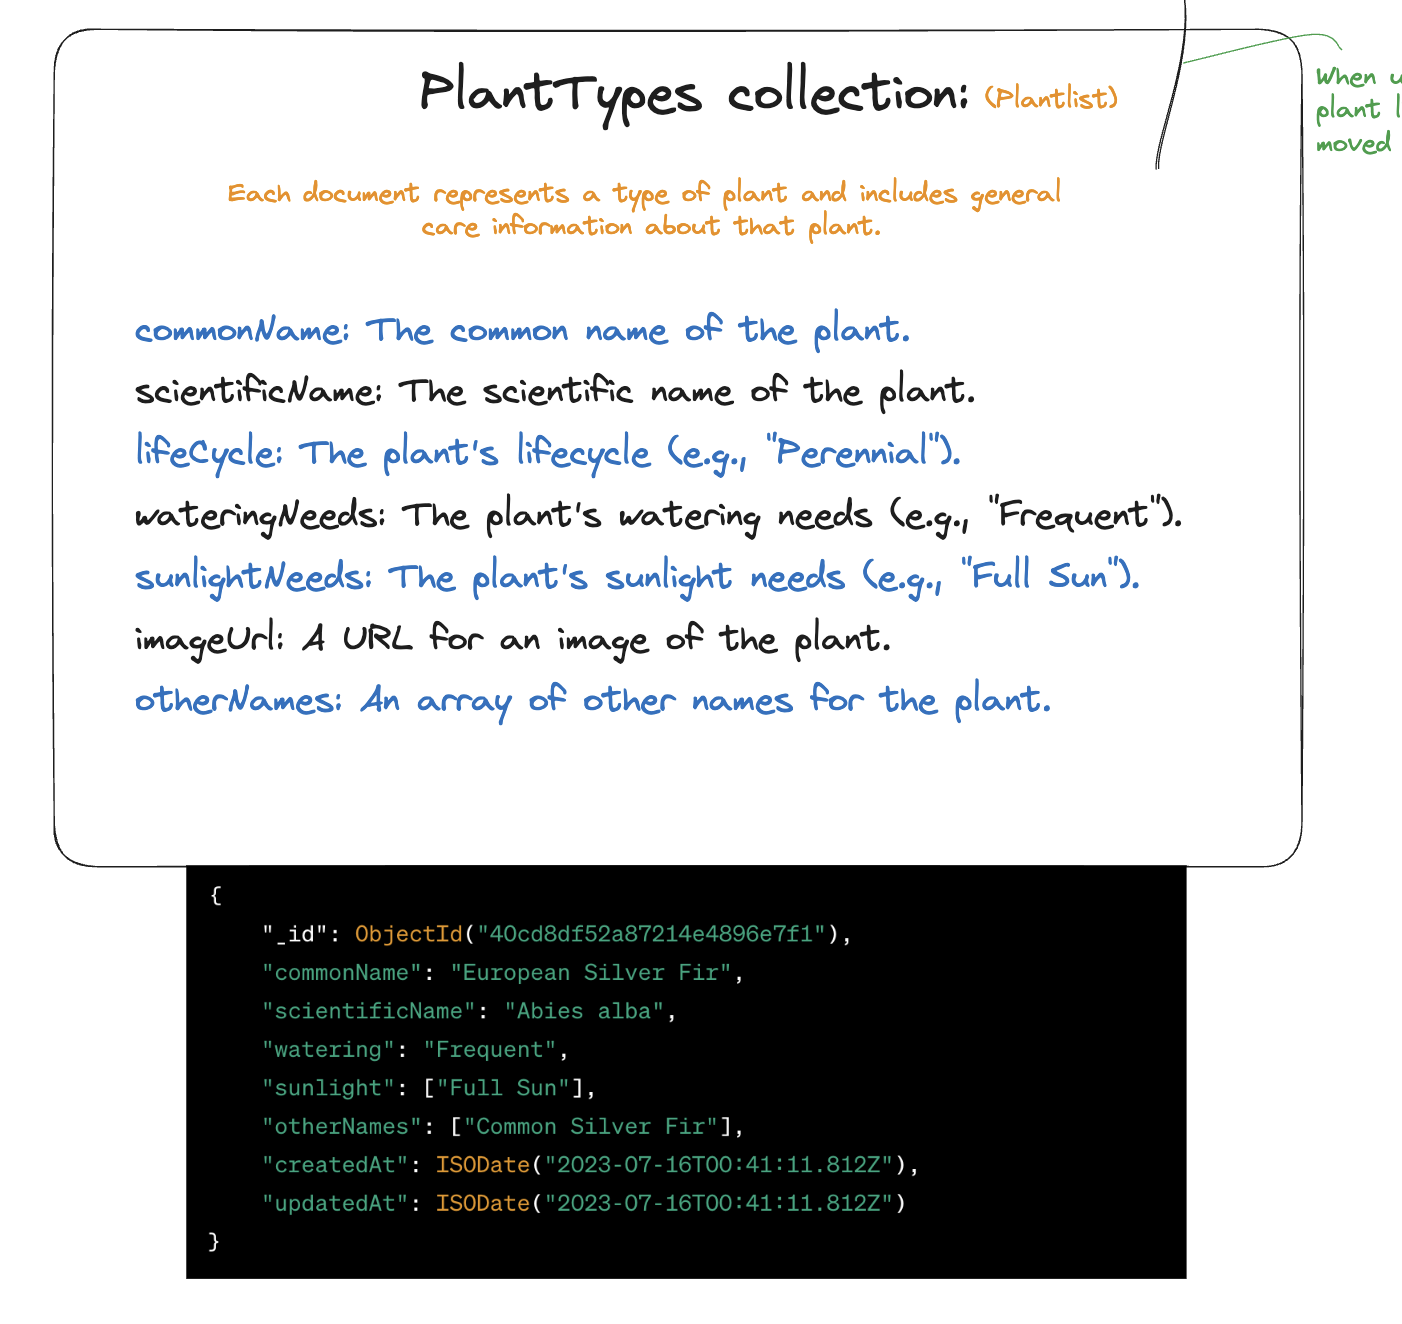 PlantTypes collection: (Plantlist)
When
plant
moved
Each document represents a type of plant and includes general
care information about that plant.
commonName: The common name of the plant.
scientificName: The scientific name of the plant.
lifeCycle: The plant's lifecycle (e.g., "Perennial").
wateringNeeds: The plant's watering needs (e.g., "Frequent").
sunlightNeeds: The plant's sunlight needs (e.g., "Full Sun").
imageUrl: A URL for an image of the plant.
otherNames: An array of other names for the plant.
{
"_id": ObjectId("40cd8df52a87214e4896e7f1"),
"commonName": "European Silver Fir",
"scientificName": "Abies alba",
"watering": "Frequent",
"sunlight": ["Full Sun"],
"otherNames": ["Common Silver Fir"],
"createdAt": ISODate("2023-07-16T00:41:11.812Z"),
"updatedAt": ISODate("2023-07-16T00:41:11.812Z")
}